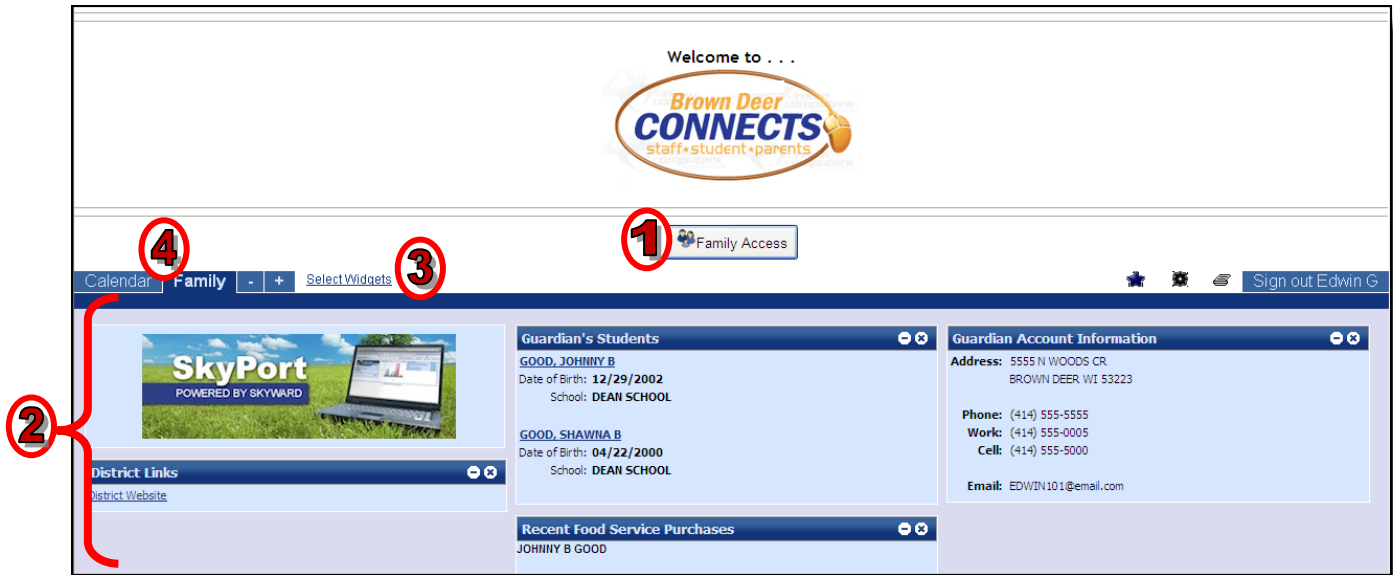 Welcome to . . .
Brown Deer
CONNECTS
staff★student★parents
1
Family Access
4
3
Calendar Family - + Select Widgets
Sign out Edwin G
2
SkyPort
POWERED BY SKYWARD
District Links
District Website
Guardian's Students
GOOD, JOHNNY B
Date of Birth: 12/29/2002
School: DEAN SCHOOL
GOOD, SHAWNA B
Date of Birth: 04/22/2000
School: DEAN SCHOOL
Recent Food Service Purchases
JOHNNY B GOOD
Guardian Account Information
Address: 5555 N WOODS CR
BROWN DEER WI 53223
Phone: (414) 555-5555
Work: (414) 555-0005
Cell: (414) 555-5000
Email: EDWIN101@email.com